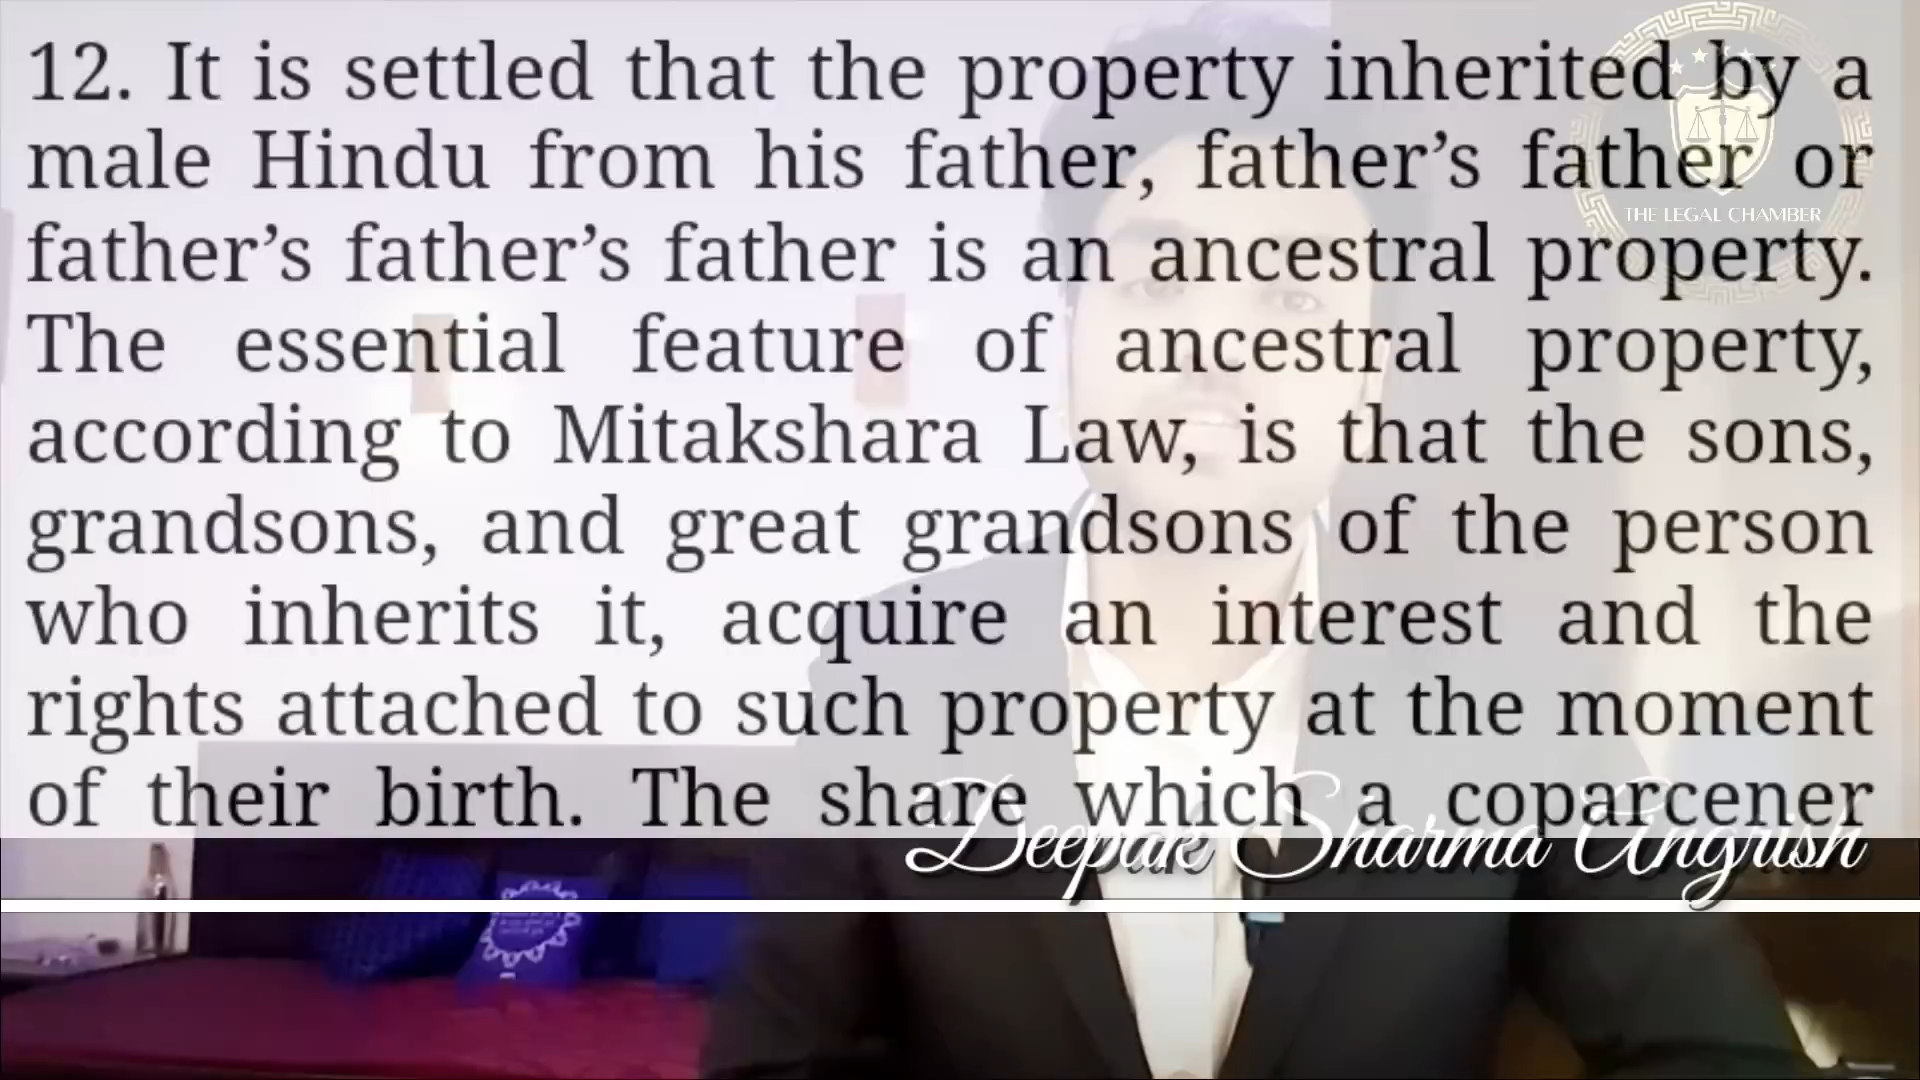 12. It is settled that the property inherited by a
male Hindu from his father, father’s father or
father’s father’s father is an ancestral property.
The essential feature of ancestral property,
according to Mitakshara Law, is that the sons,
grandsons, and great grandsons of the person
who inherits it, acquire an interest and the
rights attached to such property at the moment
of their birth. The share which a coparcener
THE LEGAL CHAMBER
Deepak Sharma Angrish